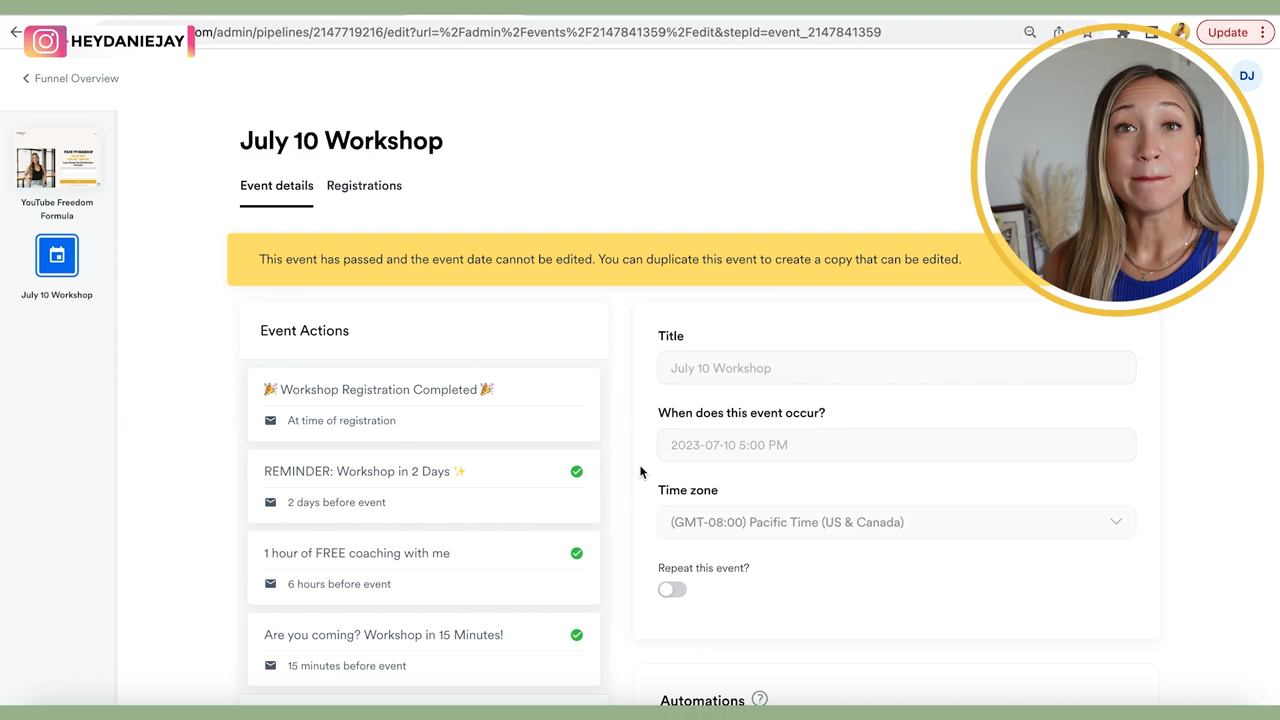 HEYDANIEJAY
om/admin/pipelines/2147719216/edit?url=%2Fadmin%2Fevents%2F2147841359%2Fedit&stepId=event_2147841359
Update
Funnel Overview
DJ
YouTube Freedom
Formula
July 10 Workshop
July 10 Workshop
Event details
Registrations
This event has passed and the event date cannot be edited. You can duplicate this event to create a copy that can be edited.
Event Actions
🎉 Workshop Registration Completed 🎉
At time of registration
REMINDER: Workshop in 2 Days ✨
2 days before event
1 hour of FREE coaching with me
6 hours before event
Are you coming? Workshop in 15 Minutes!
15 minutes before event
Title
July 10 Workshop
When does this event occur?
2023-07-10 5:00 PM
Time zone
(GMT-08:00) Pacific Time (US & Canada)
Repeat this event?
Automations ?